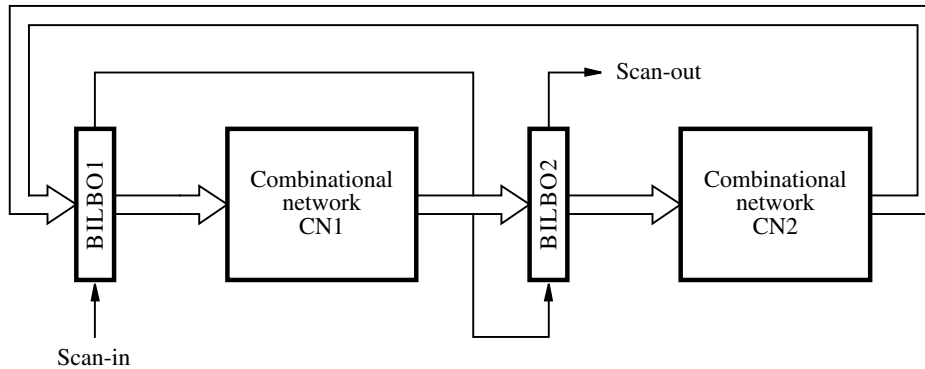 Scan-out
BILBO1
Combinational
network
CN1
BILBO2
Combinational
network
CN2
Scan-in